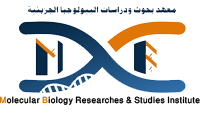 معهد بحوث ودراسات البيولوجيا الجزيئية
Molecular Biology Researches & Studies Institute